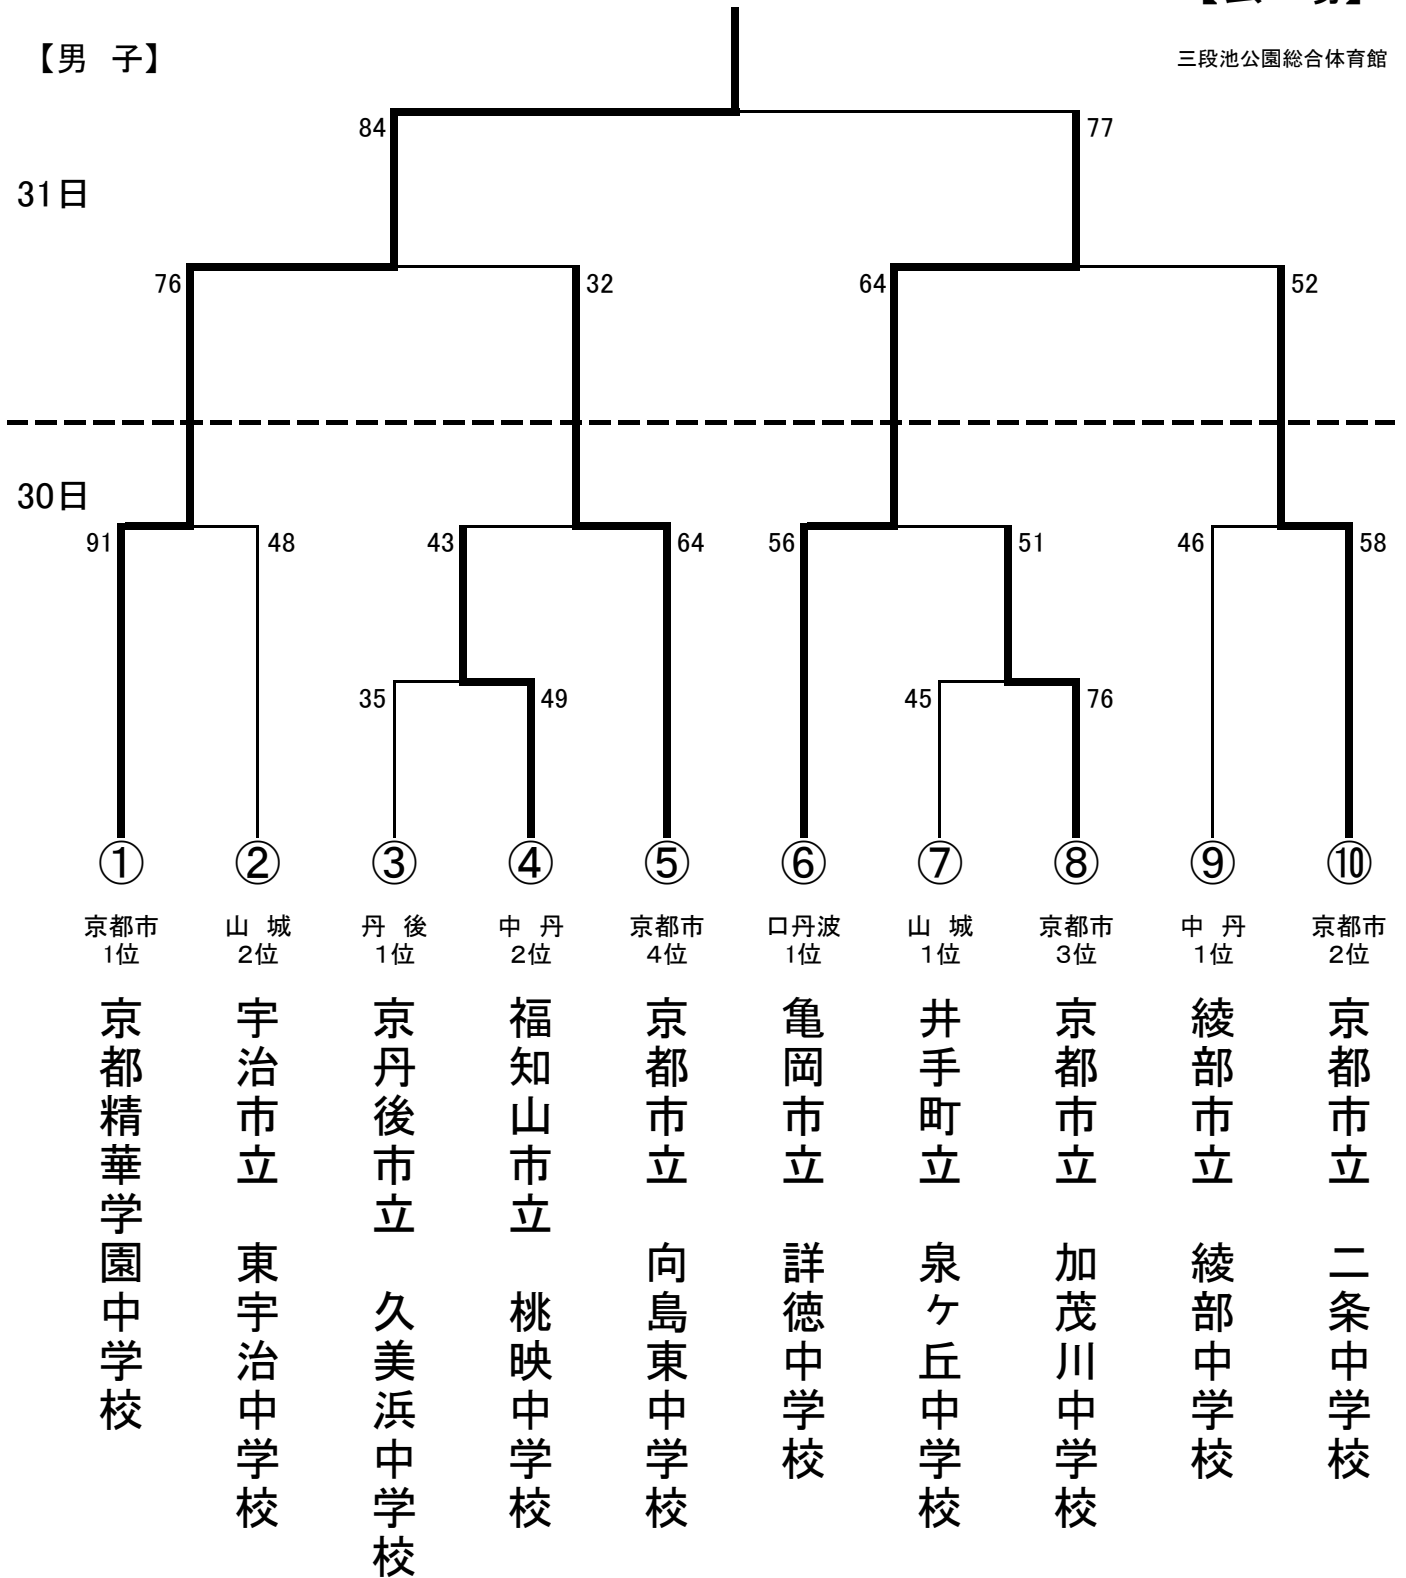 【男 子】
三段池公園総合体育館
84
77
31日
76
32
64
52
30日
91
48
43
64
56
51
46
58
35
49
45
76
① ② ③ ④ ⑤ ⑥ ⑦ ⑧ ⑨ ⑩
京都市 山 城 丹 後 中 丹 京都市 口丹波 山 城 京都市 中 丹 京都市
1位 2位 1位 2位 4位 1位 1位 3位 1位 2位
京都精華学園中学校
宇治市立 東宇治中学校
京丹後市立 久美浜中学校
福知山市立 桃映中学校
京都市立 向島東中学校
亀岡市立 詳徳中学校
井手町立 泉ヶ丘中学校
京都市立 加茂川中学校
綾部市立 綾部中学校
京都市立 二条中学校